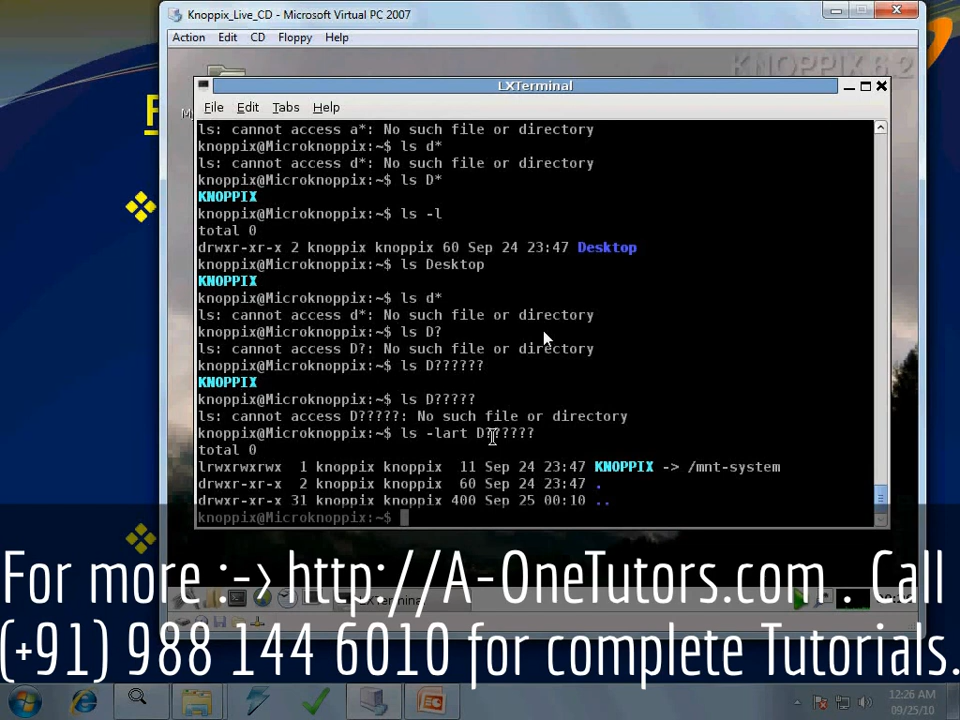 Knoppix_Live_CD - Microsoft Virtual PC 2007
Action Edit CD Floppy Help
KNOPPIX 6.2
LXTerminal
File Edit Tabs Help
ls: cannot access a*: No such file or directory
knoppix@Microknoppix:~$ ls d*
ls: cannot access d*: No such file or directory
knoppix@Microknoppix:~$ ls D*
KNOPPIX
knoppix@Microknoppix:~$ ls -l
total 0
drwxr-xr-x 2 knoppix knoppix 60 Sep 24 23:47 Desktop
knoppix@Microknoppix:~$ ls Desktop
KNOPPIX
knoppix@Microknoppix:~$ ls d*
ls: cannot access d*: No such file or directory
knoppix@Microknoppix:~$ ls D?
ls: cannot access D?: No such file or directory
knoppix@Microknoppix:~$ ls D??????
KNOPPIX
knoppix@Microknoppix:~$ ls D?????
ls: cannot access D?????: No such file or directory
knoppix@Microknoppix:~$ ls -lart D??????
total 0
lrwxrwxrwx 1 knoppix knoppix 11 Sep 24 23:47 KNOPPIX -> /mnt-system
drwxr-xr-x 2 knoppix knoppix 60 Sep 24 23:47 .
drwxr-xr-x 31 knoppix knoppix 400 Sep 25 00:10 ..
knoppix@Microknoppix:~$
For more :-> http://A-OneTutors.com . Call
LXTerminal
(+91) 988 144 6010 for complete Tutorials.
12:26 AM
09/25/10